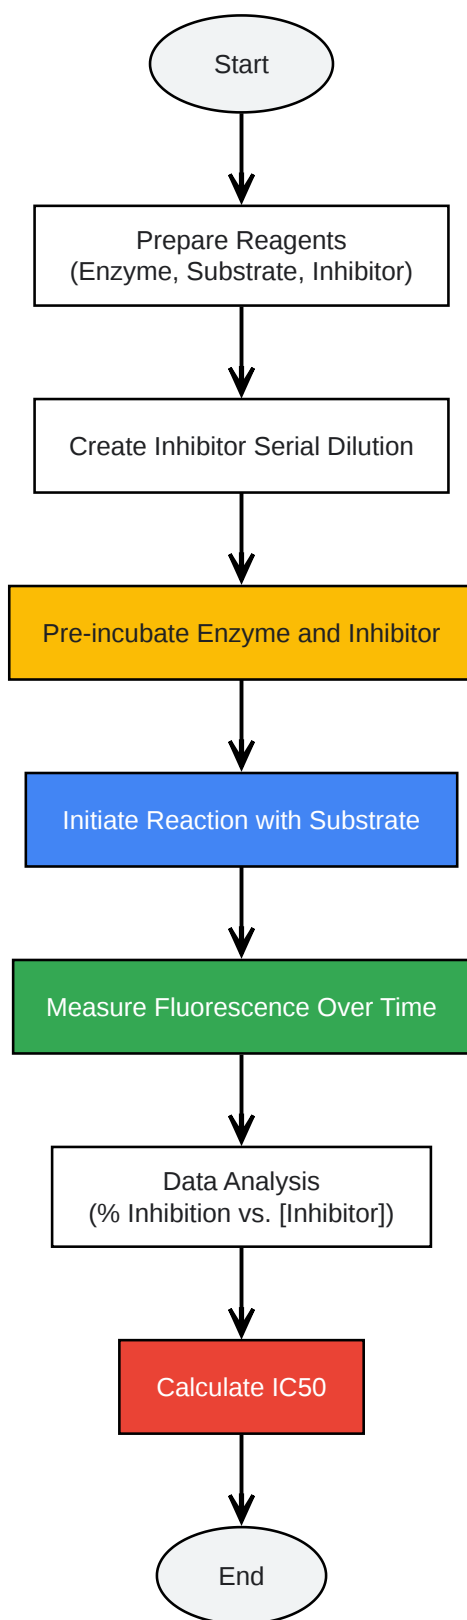 Start
Prepare Reagents
(Enzyme, Substrate, Inhibitor)
Create Inhibitor Serial Dilution
Pre-incubate Enzyme and Inhibitor
Initiate Reaction with Substrate
Measure Fluorescence Over Time
Data Analysis
(% Inhibition vs. [Inhibitor])
Calculate IC50
End